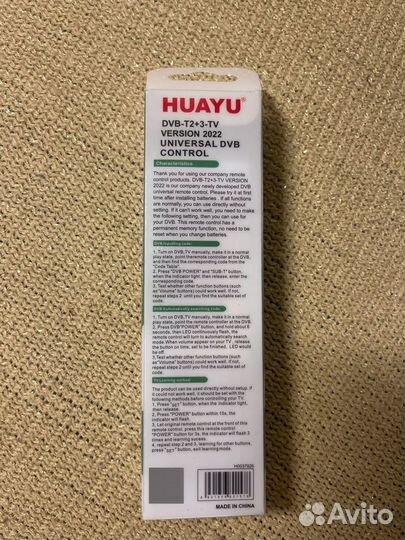 HUAYU®
DVB-T2+3-TV
VERSION 2022
UNIVERSAL DVB
CONTROL
Characteristics
Thank you for using our company remote
control products. DVB-T2+3-TV VERSION
2022 is our company newly developed DVB
universal remote control. Please try it at first
time after installing batteries . If all functions
are normally, you can use directly without
setting. If it can't work well, you need to make
the following setting, then you can use for
your DVB. This remote control has a
permanent memory function, no need to be
reset when you change batteries.
DVB inputting code:
1. Turn on DVB,TV manually, make it in normal
play state, point the remote controler at the DVB,
and then find the corresponding code from the
"Code Table".
2. Press "DVB POWER" and "SUB-T1" button,
when the indicator light, then release, enter the
corresponding code.
3. Test whether other function buttons (such
as"Volume" buttons) could work well. if not,
repeat steps 2 until you find the suitable set of
code.
DVB Automatically searching code:
1. Turn on DVB,TV manually, make it in normal
play state, point the remote controler at the DVB.
2. Press DVB"POWER" button, and hold about 6
seconds, then LED continuously flash, the
remote control will turn to automatically search
mode.When volume appear on your TV , release
the button on time, set to be finished, LED would
be off.
3.Test whether other function buttons (such
as"Volume" buttons) could work well. If not,
repeat step 2 until you find the suitable set of
code.
TV Learning method:
The product can be used directly without setup. if
it could not work well, it should be set with the
following methods before controlling your TV.
1. Press "SET" button, when the indicator light,
then release.
2. Press "POWER" button within 10s, the
indicator will flash.
3. Let original remote control at the front of this
remote control, press this remote control
"POWER" button for 3s, the indicator will flash 3
times and learning sucess.
4. repeat step 2 and 3, learning for other buttons,
press "SET" button, exit learning mode.
MADE IN CHINA
Avito